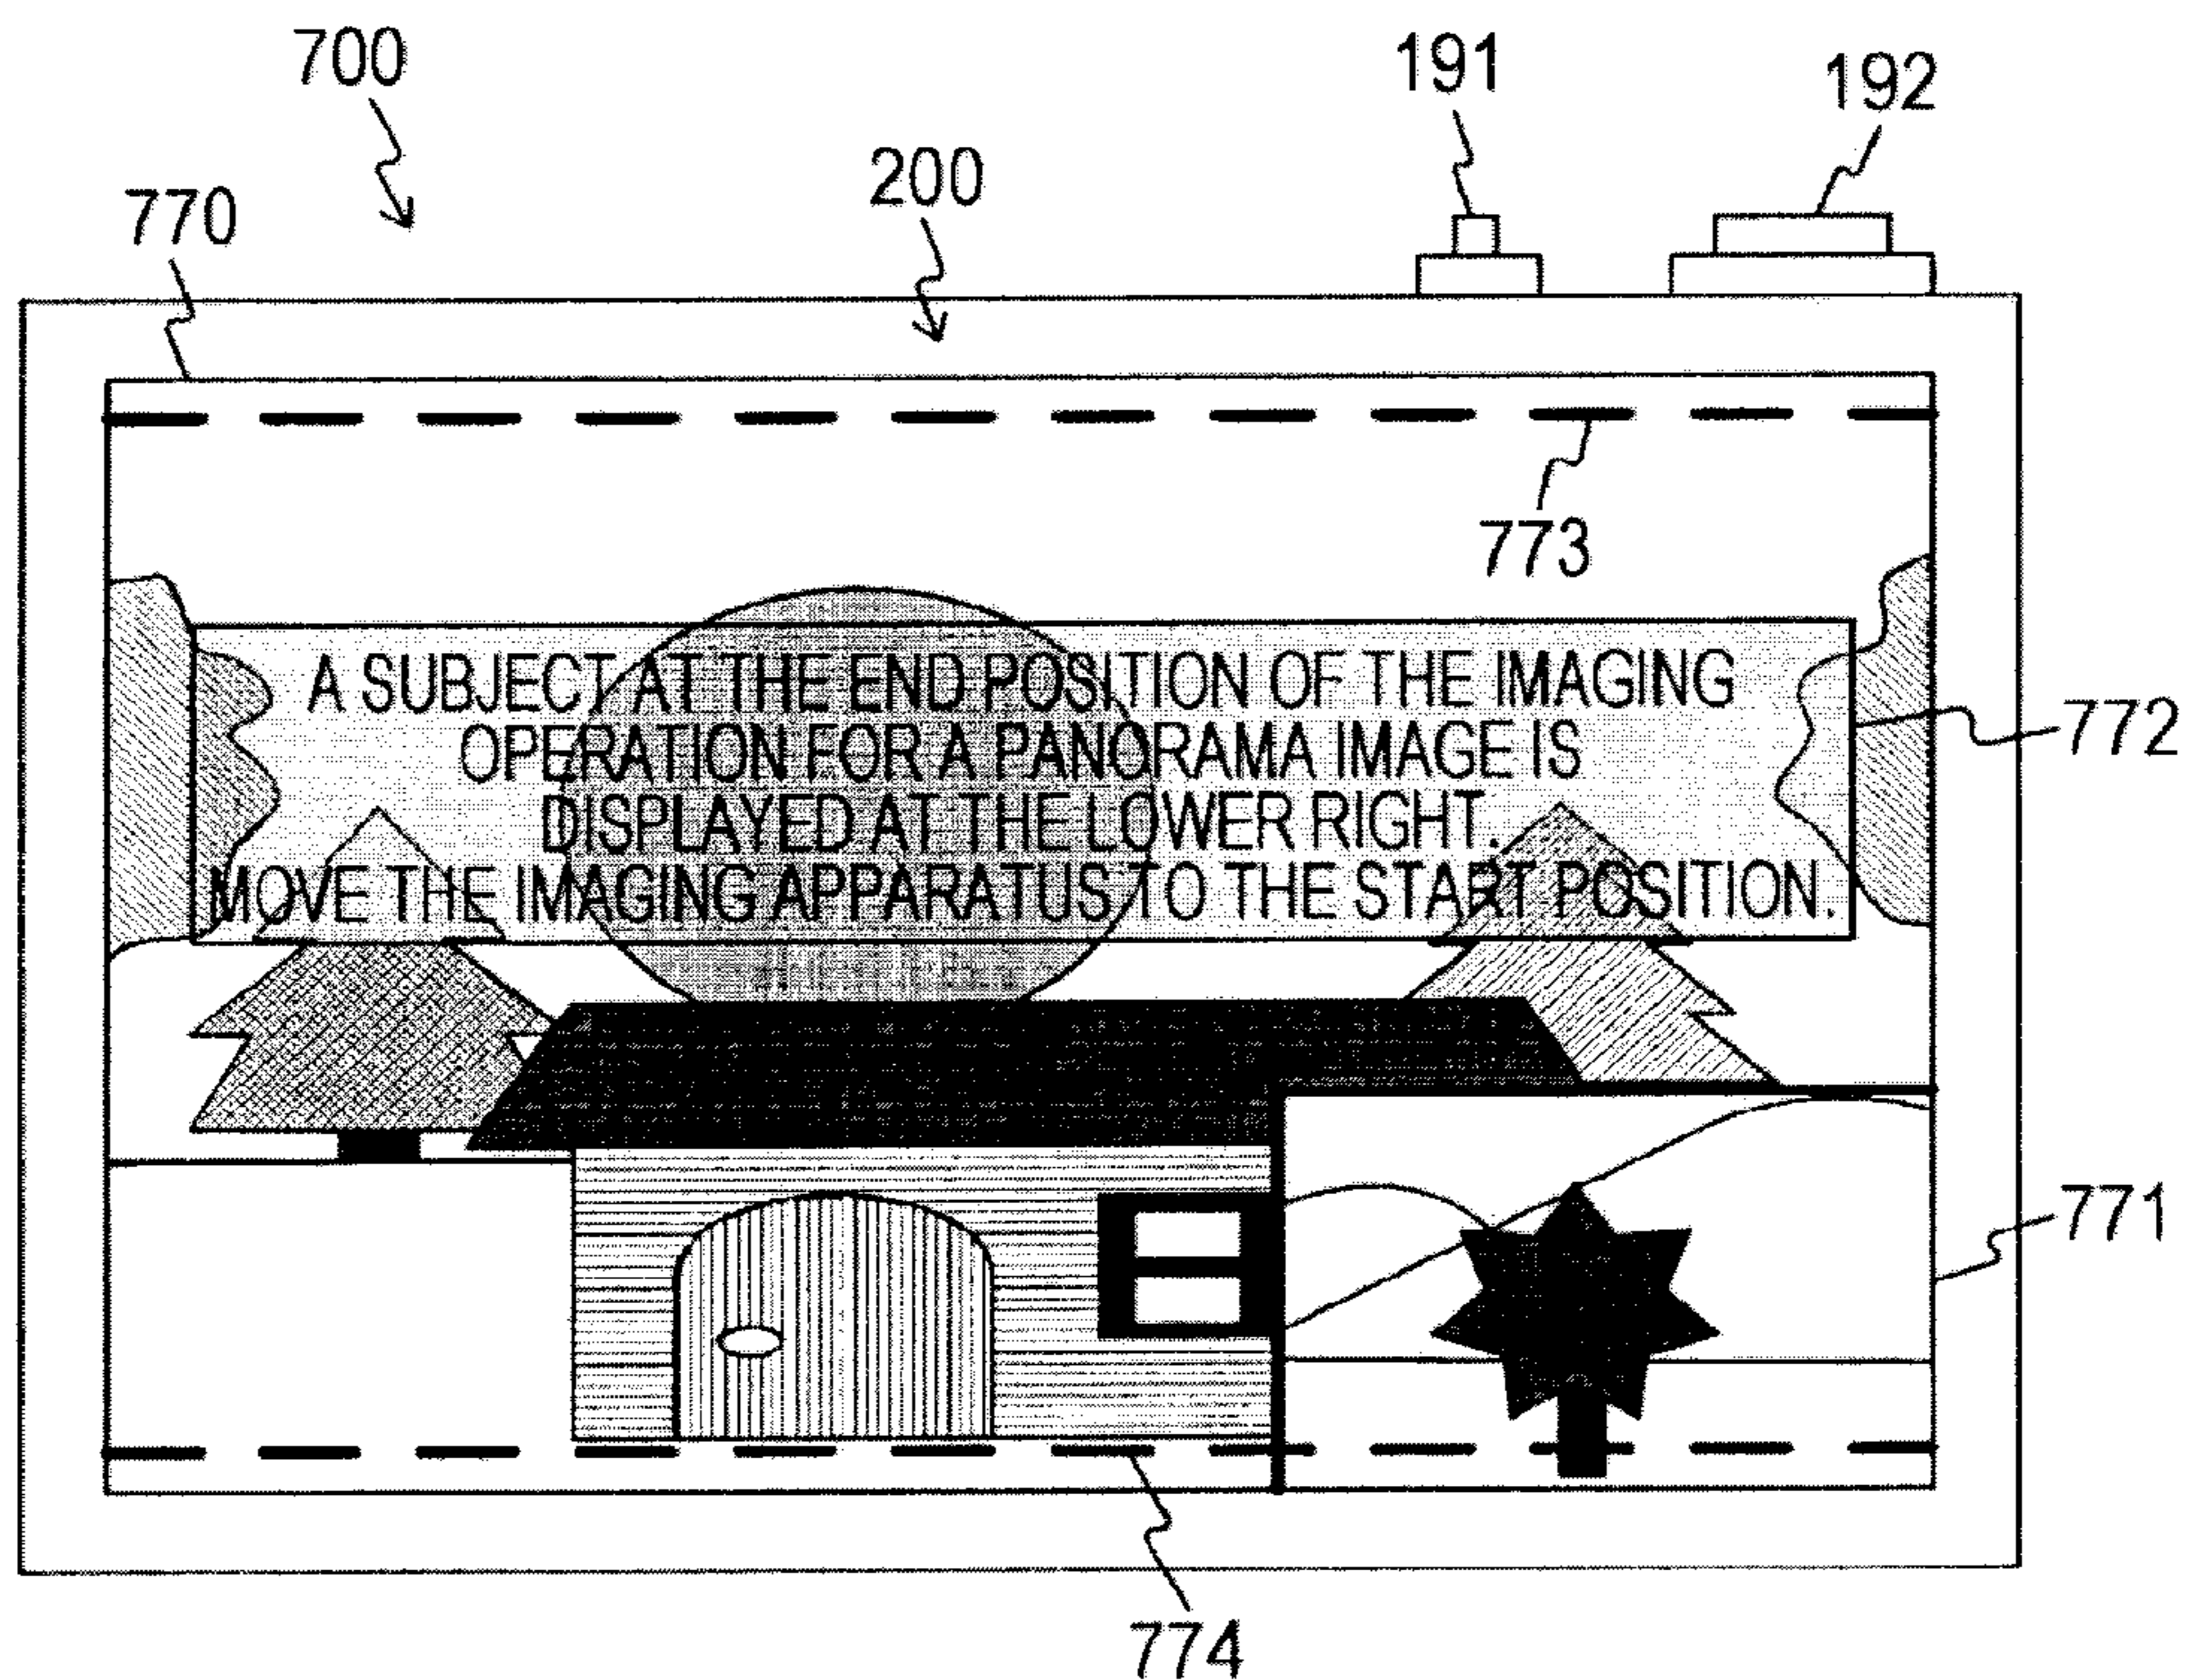 700
191
192
200
770
773
A SUBJECT AT THE END POSITION OF THE IMAGING
OPERATION FOR A PANORAMA IMAGE IS
DISPLAYED AT THE LOWER RIGHT.
MOVE THE IMAGING APPARATUS TO THE START POSITION.
772
771
774